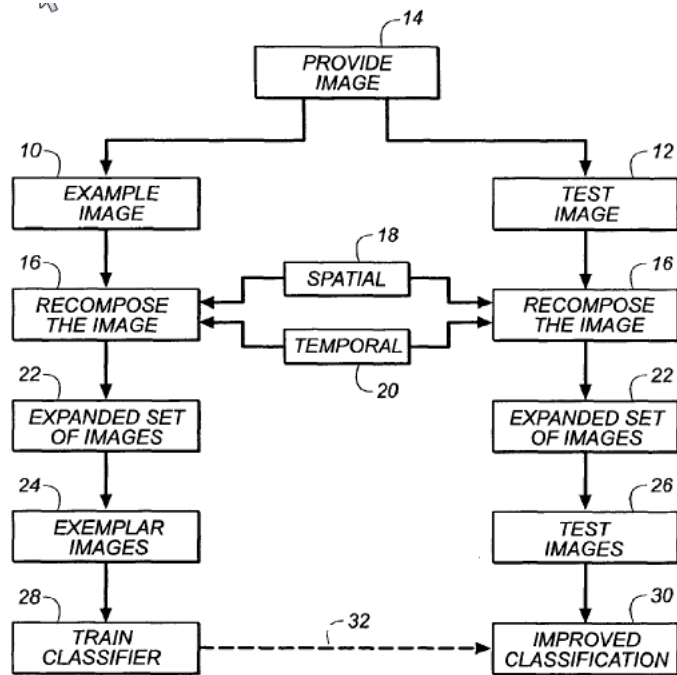 14
PROVIDE
IMAGE
10
EXAMPLE
IMAGE
12
TEST
IMAGE
16
RECOMPOSE
THE IMAGE
18
SPATIAL
TEMPORAL
20
16
RECOMPOSE
THE IMAGE
22
EXPANDED SET
OF IMAGES
22
EXPANDED SET
OF IMAGES
24
EXEMPLAR
IMAGES
26
TEST
IMAGES
28
TRAIN
CLASSIFIER
32
30
IMPROVED
CLASSIFICATION